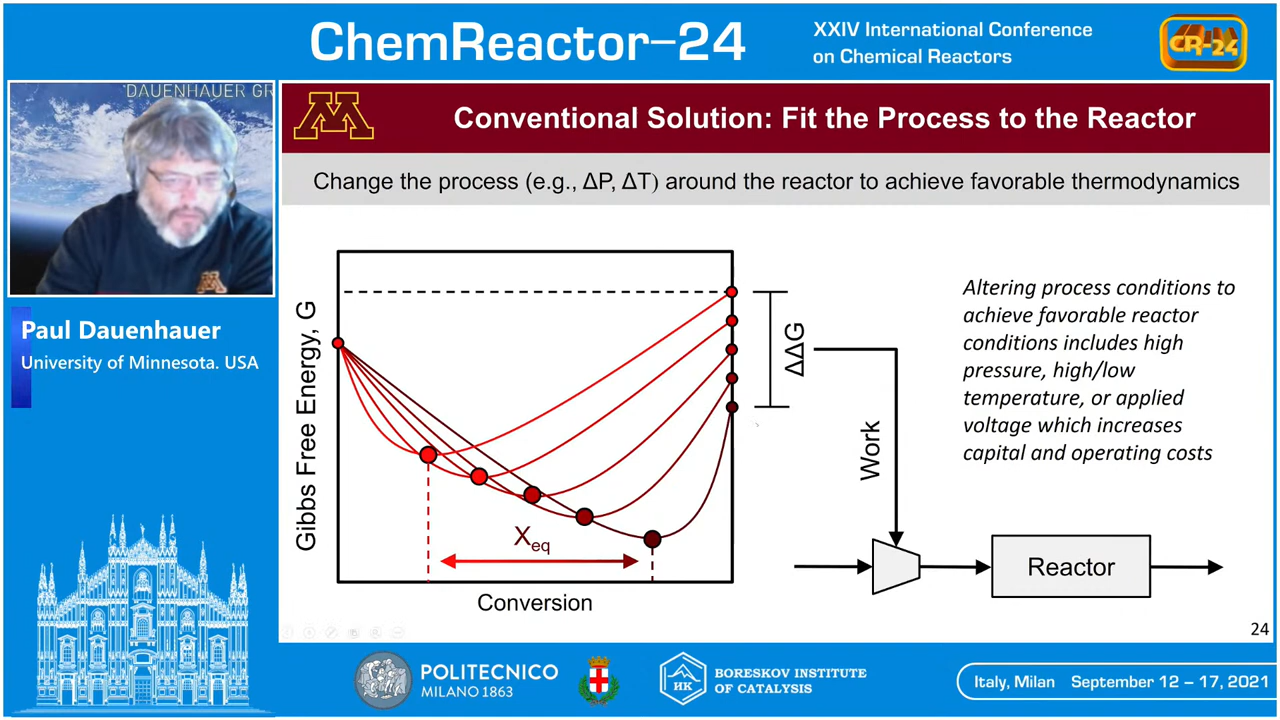 ChemReactor–24
XXIV International Conference
on Chemical Reactors
CR-24
DAUENHAUER GR
Paul Dauenhauer
University of Minnesota. USA
M
Conventional Solution: Fit the Process to the Reactor
Change the process (e.g., ΔP, ΔT) around the reactor to achieve favorable thermodynamics
Gibbs Free Energy, G
Xeq
Conversion
ΔΔG
Work
Reactor
Altering process conditions to
achieve favorable reactor
conditions includes high
pressure, high/low
temperature, or applied
voltage which increases
capital and operating costs
24
POLITECNICO
MILANO 1863
НК
BORESKOV INSTITUTE
OF CATALYSIS
Italy, Milan September 12 – 17, 2021